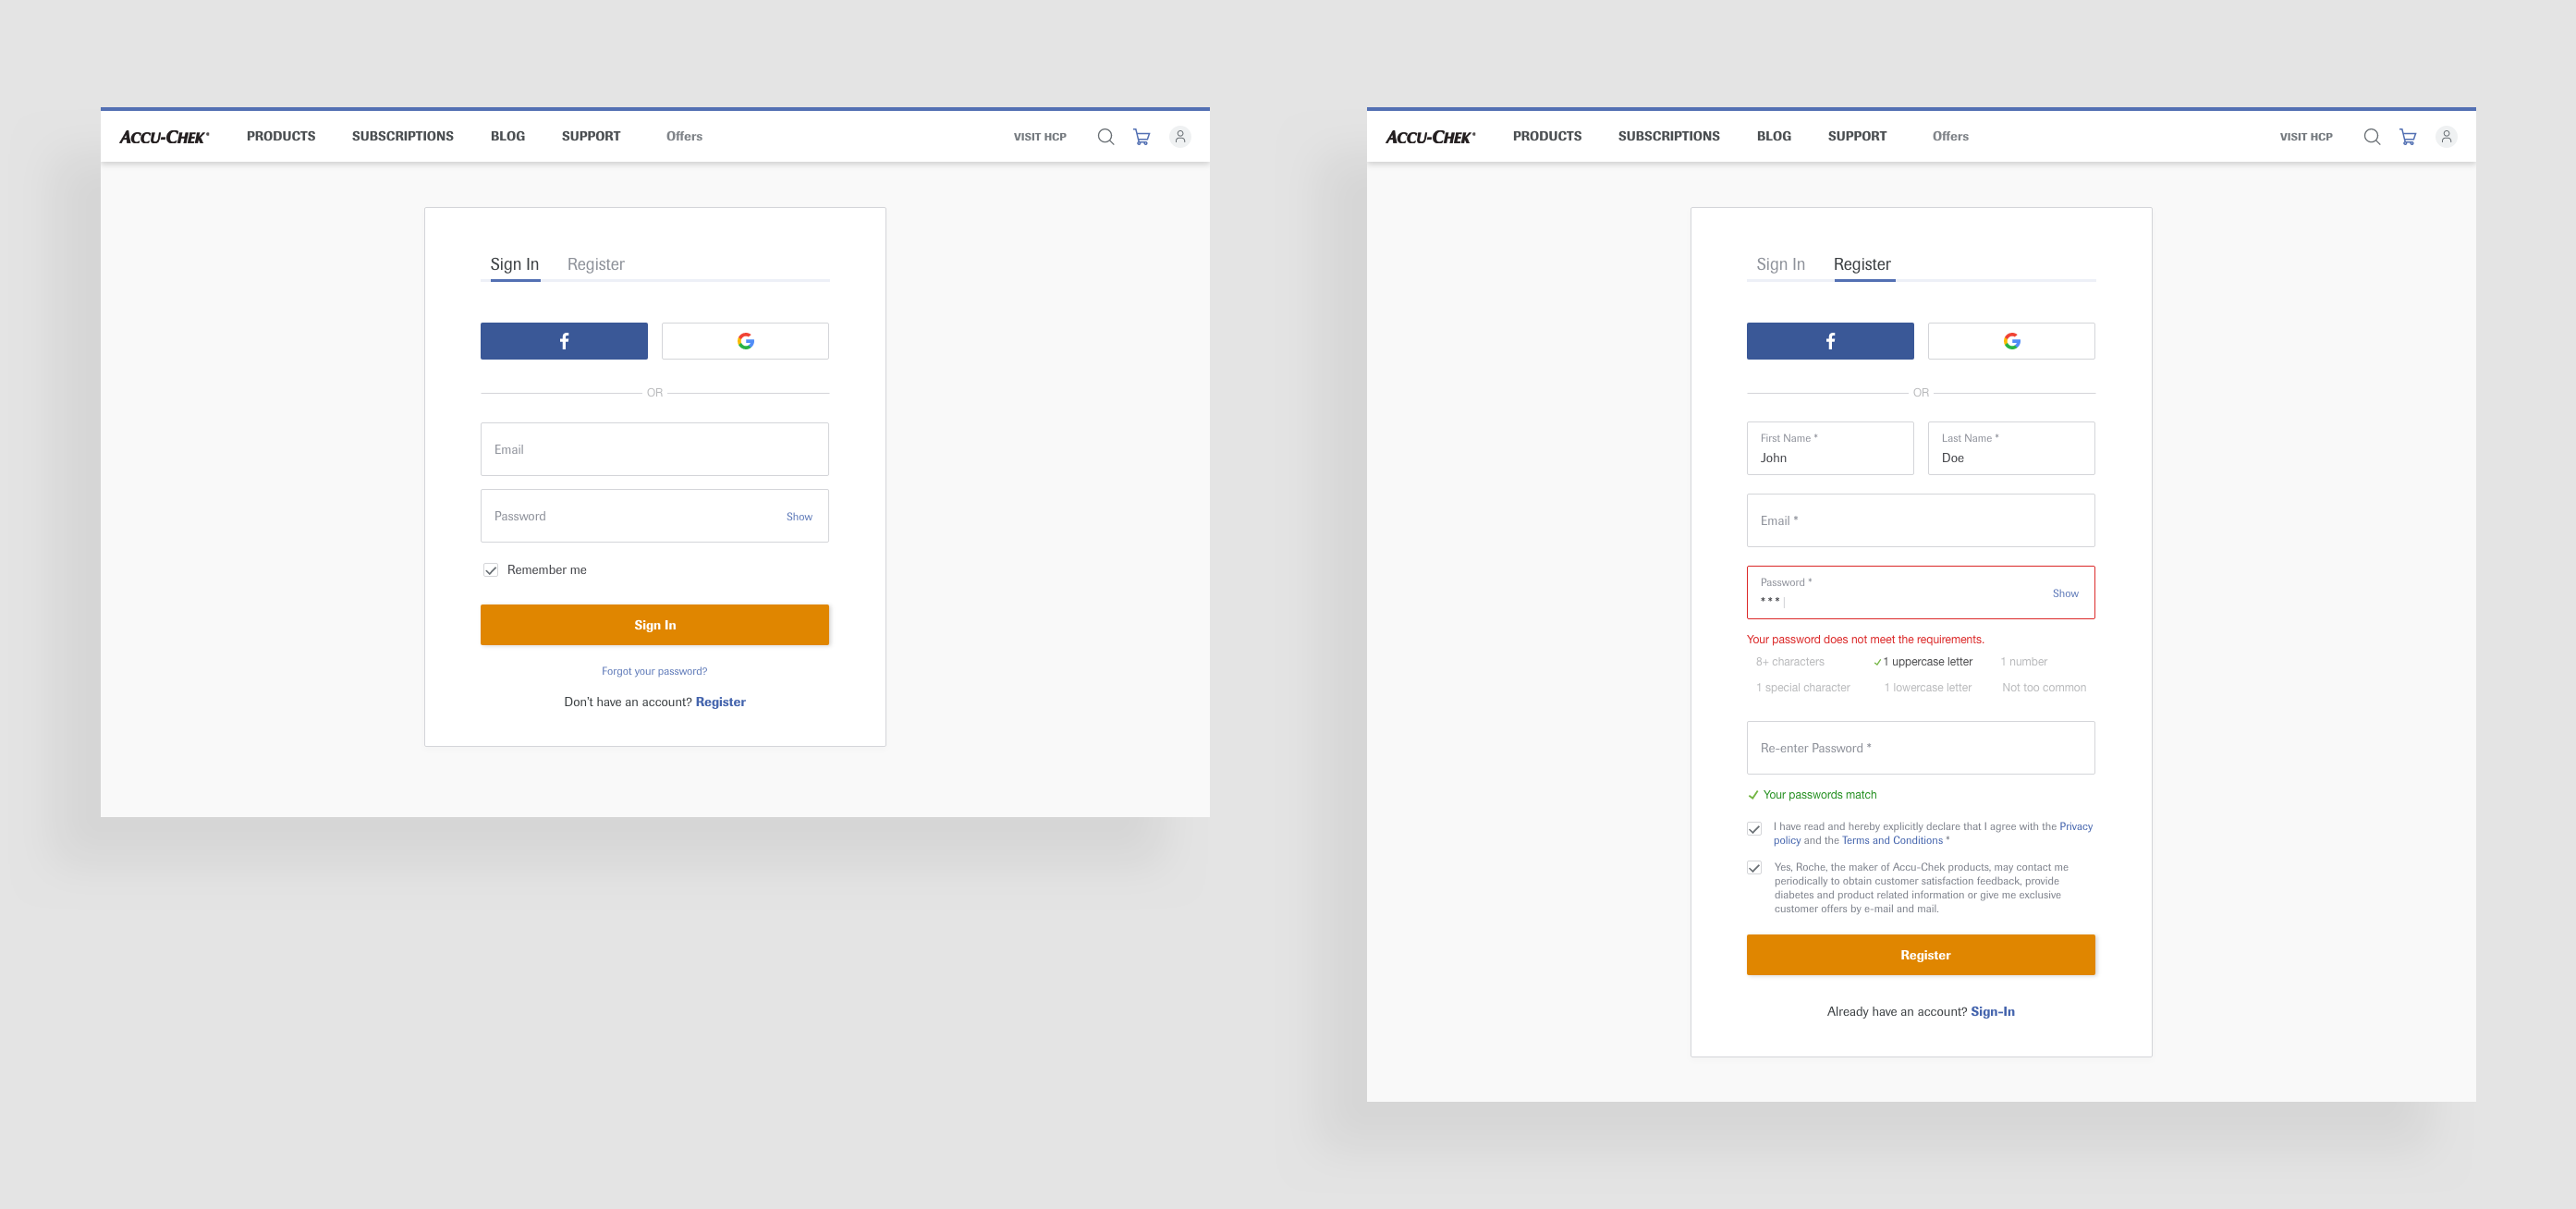 ACCU-CHEK® PRODUCTS SUBSCRIPTIONS BLOG SUPPORT Offers VISIT HCP
Sign In Register
f G
OR
Email
Password Show
Remember me
Sign In
Forgot your password?
Don't have an account? Register
ACCU-CHEK® PRODUCTS SUBSCRIPTIONS BLOG SUPPORT Offers VISIT HCP
Sign In Register
f G
OR
First Name * Last Name *
John Doe
Email *
Password *
***
Show
Your password does not meet the requirements.
8+ characters 1 uppercase letter 1 number
1 special character 1 lowercase letter Not too common
Re-enter Password *
Your passwords match
I have read and hereby explicitly declare that I agree with the Privacy
policy and the Terms and Conditions *
Yes, Roche, the maker of Accu-Chek products, may contact me
periodically to obtain customer satisfaction feedback, provide
diabetes and product related information or give me exclusive
customer offers by e-mail and mail.
Register
Already have an account? Sign-In